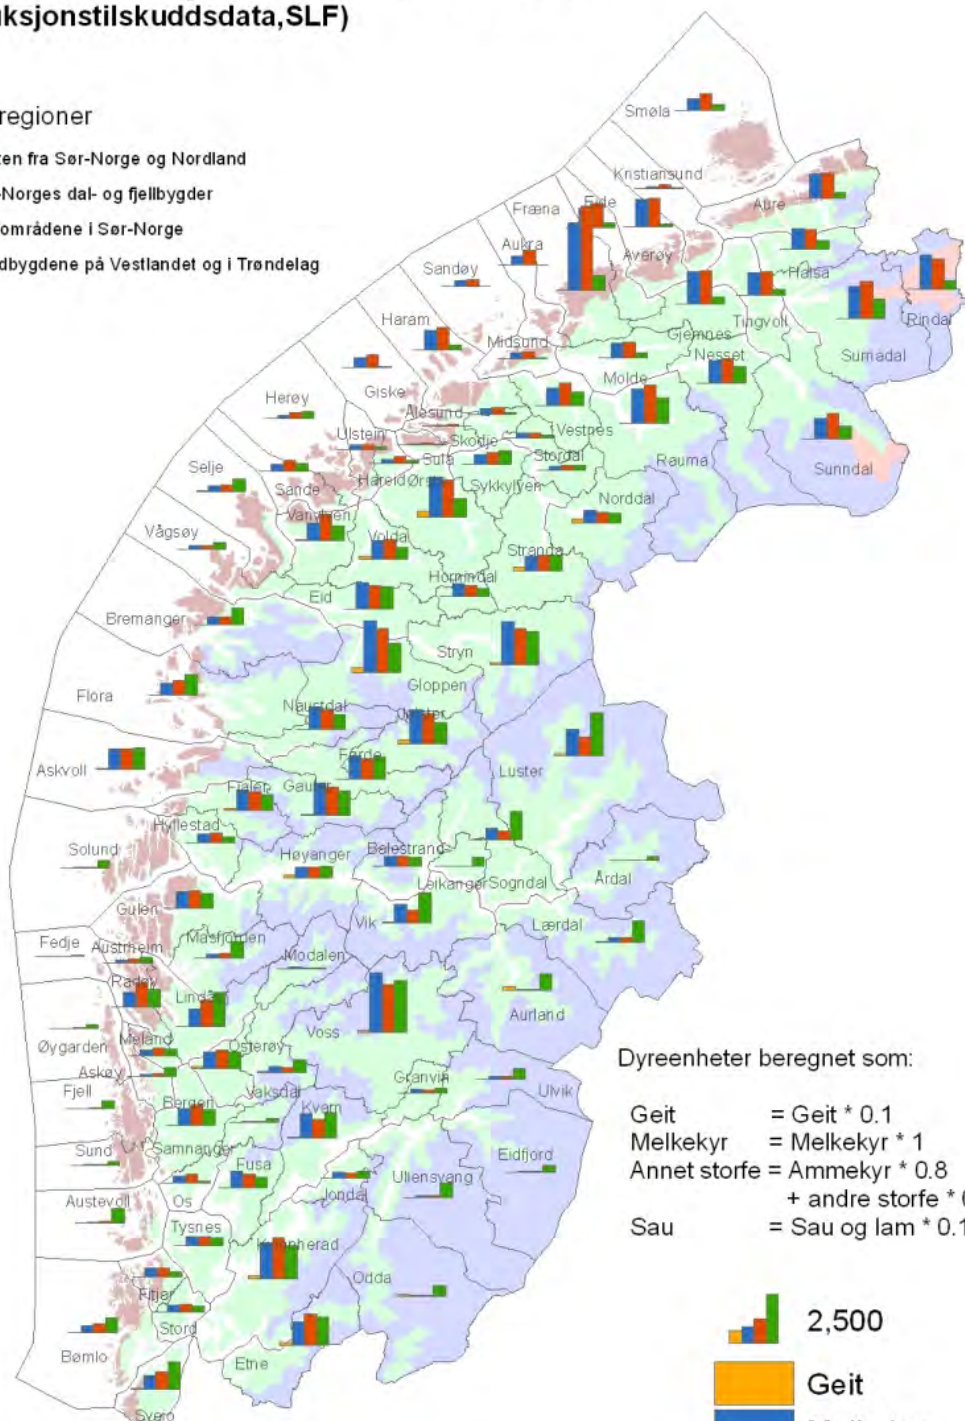 uksjonstilskuddsdata,SLF)
regioner
ten fra Sør-Norge og Nordland
-Norges dal- og fjellbygder
områdene i Sør-Norge
dbygdene på Vestlandet og i Trøndelag
Smøla
Kristiansund
Fræna
Eide
Aure
Aukra
Averøy
Sandøy
Halsa
Haram
Midsund
Gjemnes
Tingvoll
Rindal
Giske
Molde
Nesset
Surnadal
Herøy
Ålesund
Ulstein
Skodje
Vestnes
Sula
Stordal
Rauma
Sunndal
Selje
Sande
Hareid
Ørsta
Sykkylven
Norddal
Vanylven
Vågsøy
Volda
Stranda
Hornindal
Eid
Bremanger
Stryn
Gloppen
Flora
Naustdal
Jølster
Førde
Askvoll
Luster
Fjaler
Gaular
Hyllestad
Solund
Høyanger
Balestrand
Leikanger
Sogndal
Årdal
Gulen
Vik
Lærdal
Fedje
Austrheim
Masfjorden
Modalen
Radøy
Lindås
Aurland
Voss
Øygarden
Meland
Osterøy
Dyreenheter beregnet som:
Askøy
Fjell
Vaksdal
Granvin
Ulvik
Bergen
Kvam
Geit = Geit * 0.1
Melkekyr = Melkekyr * 1
Sund
Samnanger
Eidfjord
Annet storfe = Ammekyr * 0.8
Fusa
Ullensvang
+ andre storfe *
Austevoll
Os
Jondal
Sau = Sau og lam * 0.1
Tysnes
Kvinnherad
Odda
Fitjar
Stord
2,500
Bømlo
Etne
Geit
Sveio